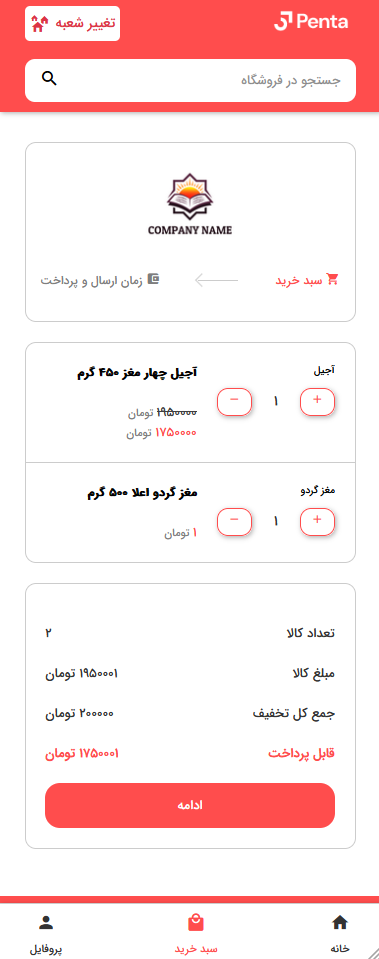 Penta
تغییر شعبه
جستجو در فروشگاه
COMPANY NAME
سبد خرید
زمان ارسال و پرداخت
آجیل
آجیل چهار مغز ۴۵۰ گرم
+ ۱ −
۱۹۵۰۰۰۰ تومان
۱۷۵۰۰۰۰ تومان
مغز گردو
مغز گردو اعلا ۵۰۰ گرم
+ ۱ −
۱ تومان
تعداد کالا ۲
مبلغ کالا ۱۹۵۰۰۰۱ تومان
جمع کل تخفیف ۲۰۰۰۰۰ تومان
قابل پرداخت ۱۷۵۰۰۰۱ تومان
ادامه
خانه
سبد خرید
پروفایل